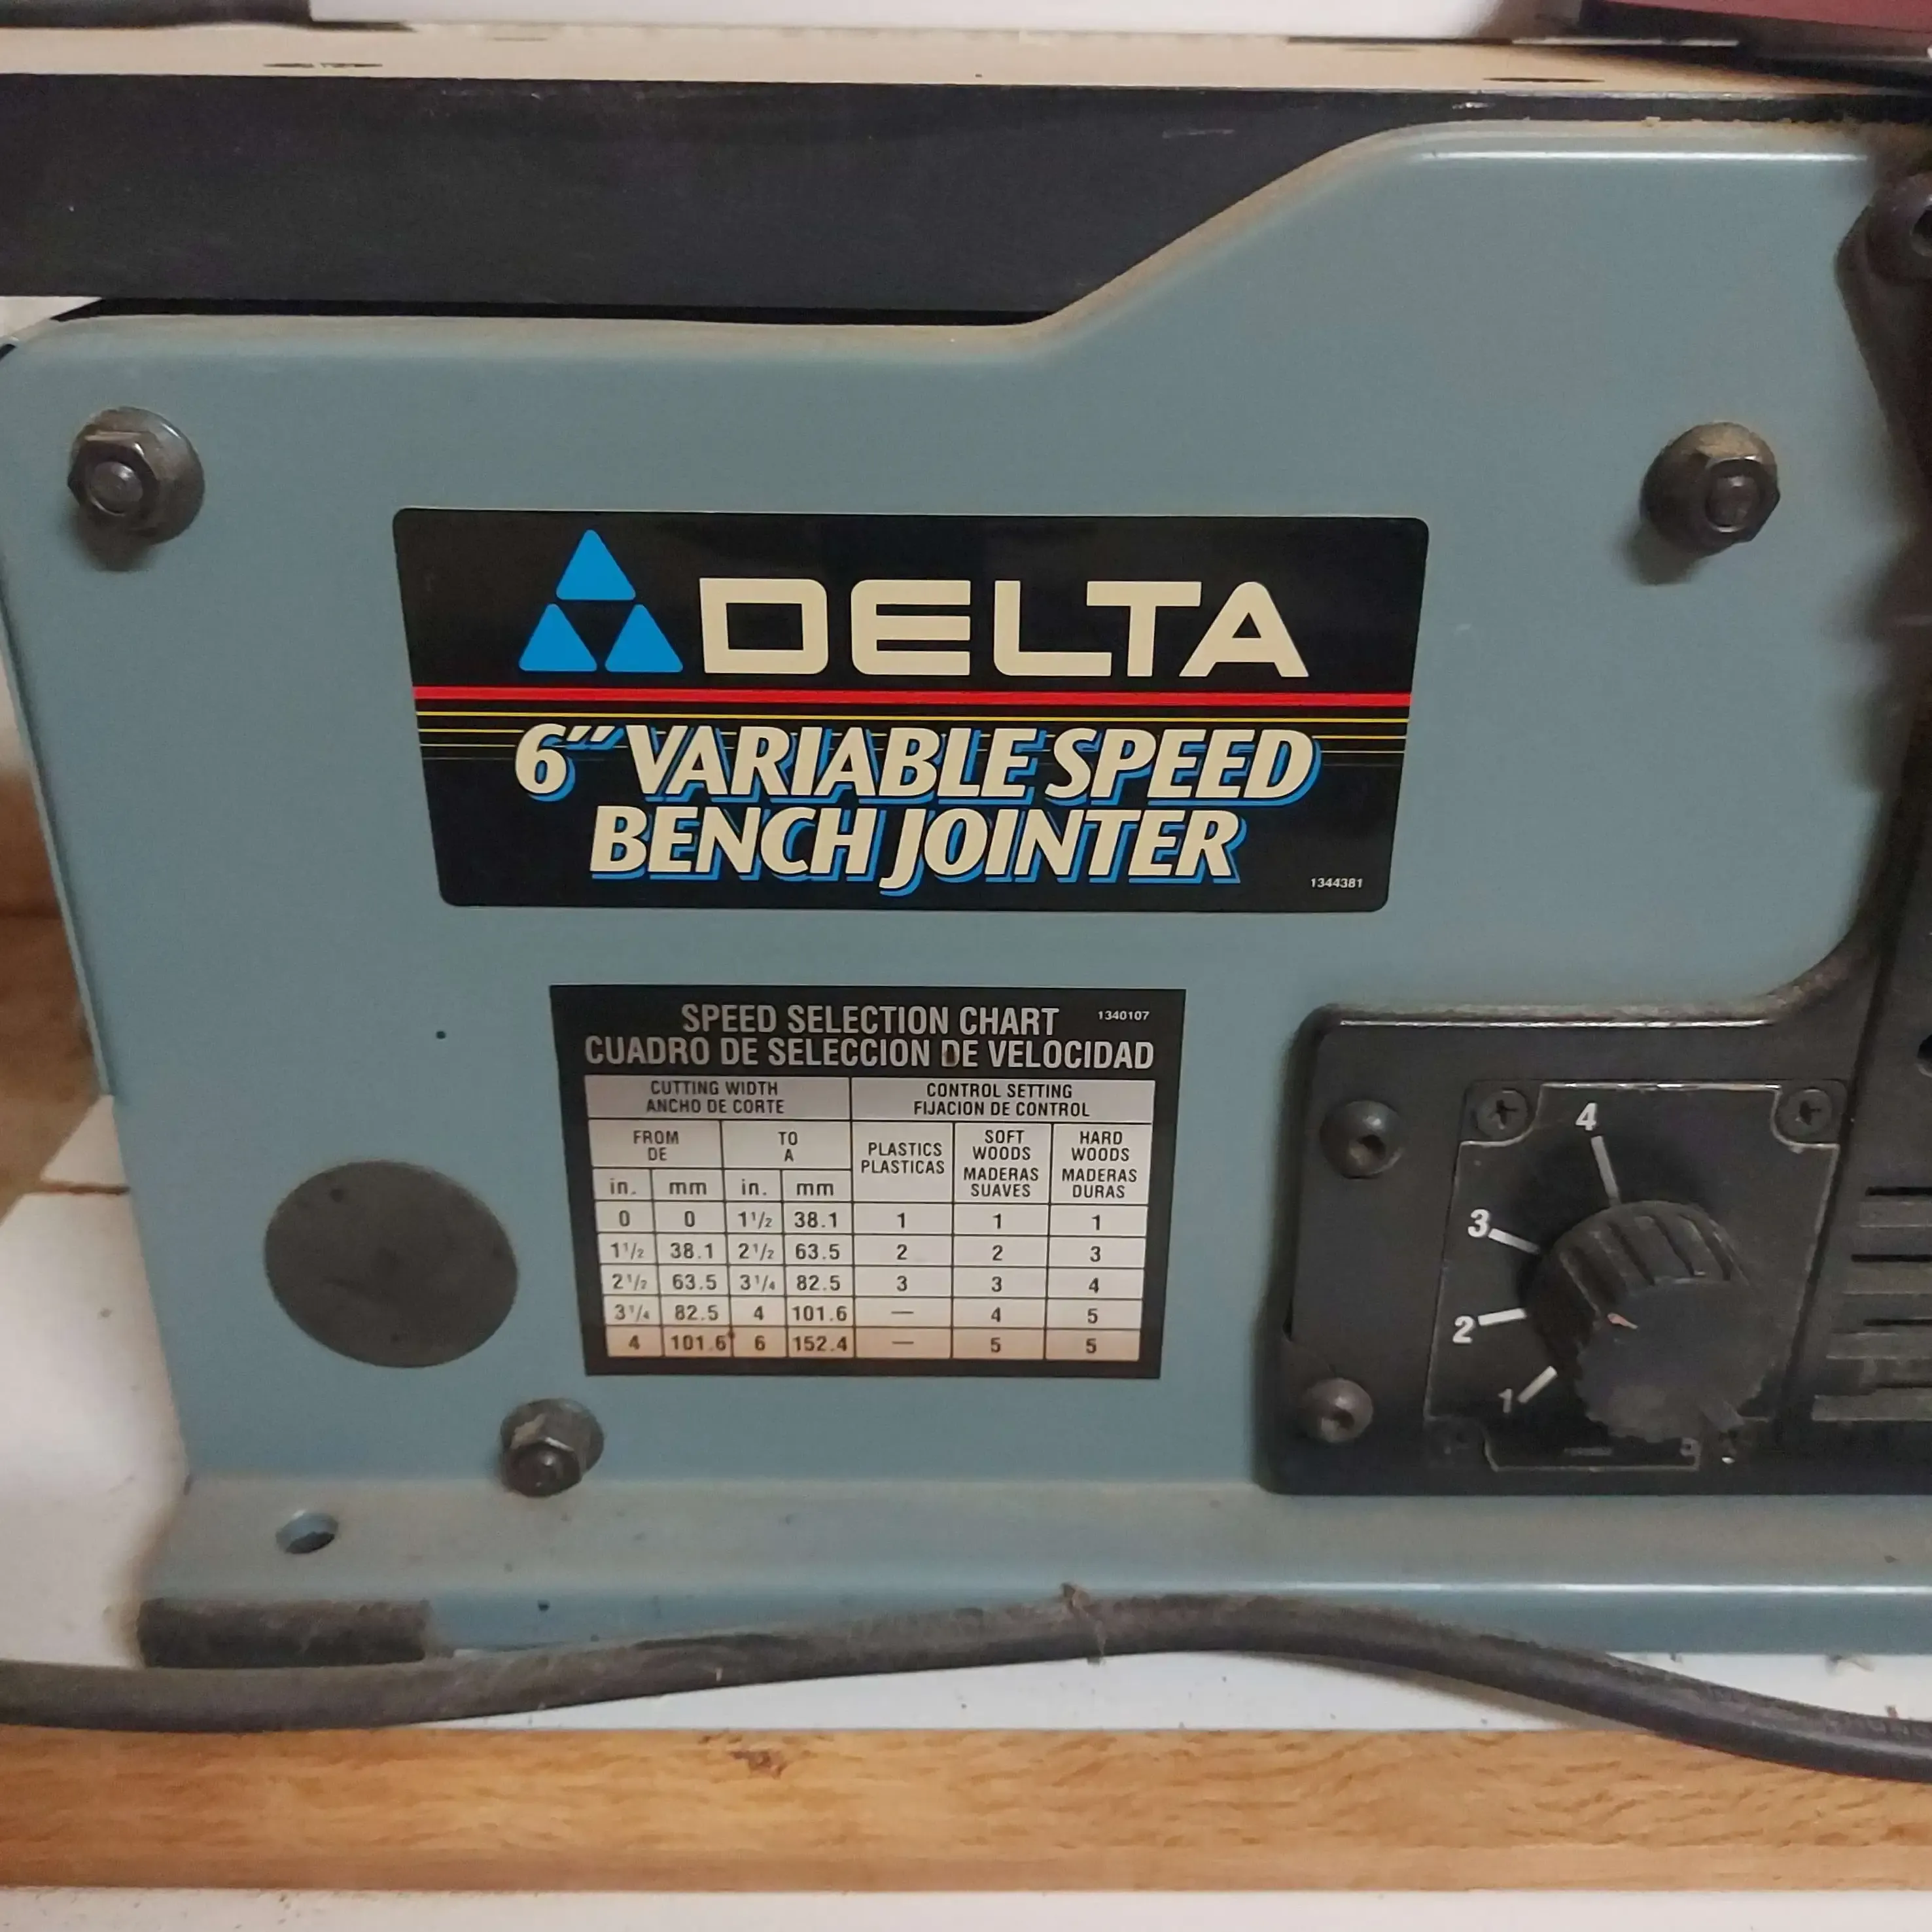 DELTA
6" VARIABLE SPEED
BENCH JOINTER
1344381
SPEED SELECTION CHART 1340107
CUADRO DE SELECCION DE VELOCIDAD
CUTTING WIDTH CONTROL SETTING
ANCHO DE CORTE FIJACION DE CONTROL
FROM TO PLASTICS SOFT WOODS HARD WOODS
DE A PLASTICAS MADERAS SUAVES MADERAS DURAS
in. mm in. mm
0 0 1 1/2 38.1 1 1 1
1 1/2 38.1 2 1/2 63.5 2 2 3
2 1/2 63.5 3 1/4 82.5 3 3 4
3 1/4 82.5 4 101.6 — 4 5
4 101.6 6 152.4 — 5 5
4
3
2
1